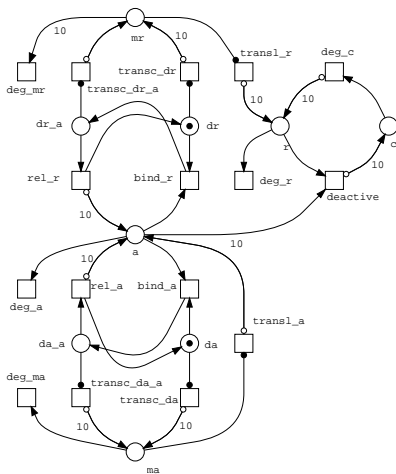 mr
10
10
10
transl_r
deg_c
transc_dr
deg_mr
transc_dr_a
10
10
dr_a
dr
r
c
10
rel_r
bind_r
deg_r
deactive
10
a
10
10
rel_a
bind_a
deg_a
transl_a
da_a
da
deg_ma
transc_da_a
transc_da
10
10
ma